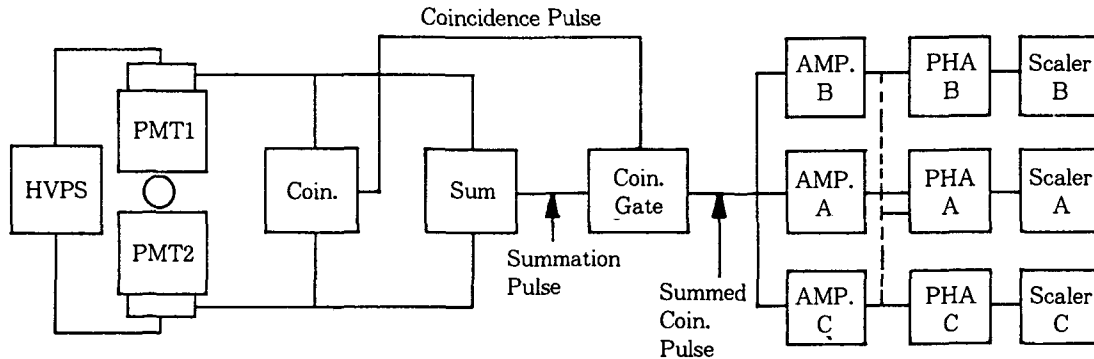 Coincidence Pulse
HVPS
PMT1
PMT2
Coin.
Sum
Summation
Pulse
Coin.
Gate
Summed
Coin.
Pulse
AMP.
B
PHA
B
Scaler
B
AMP.
A
PHA
A
Scaler
A
AMP.
C
PHA
C
Scaler
C